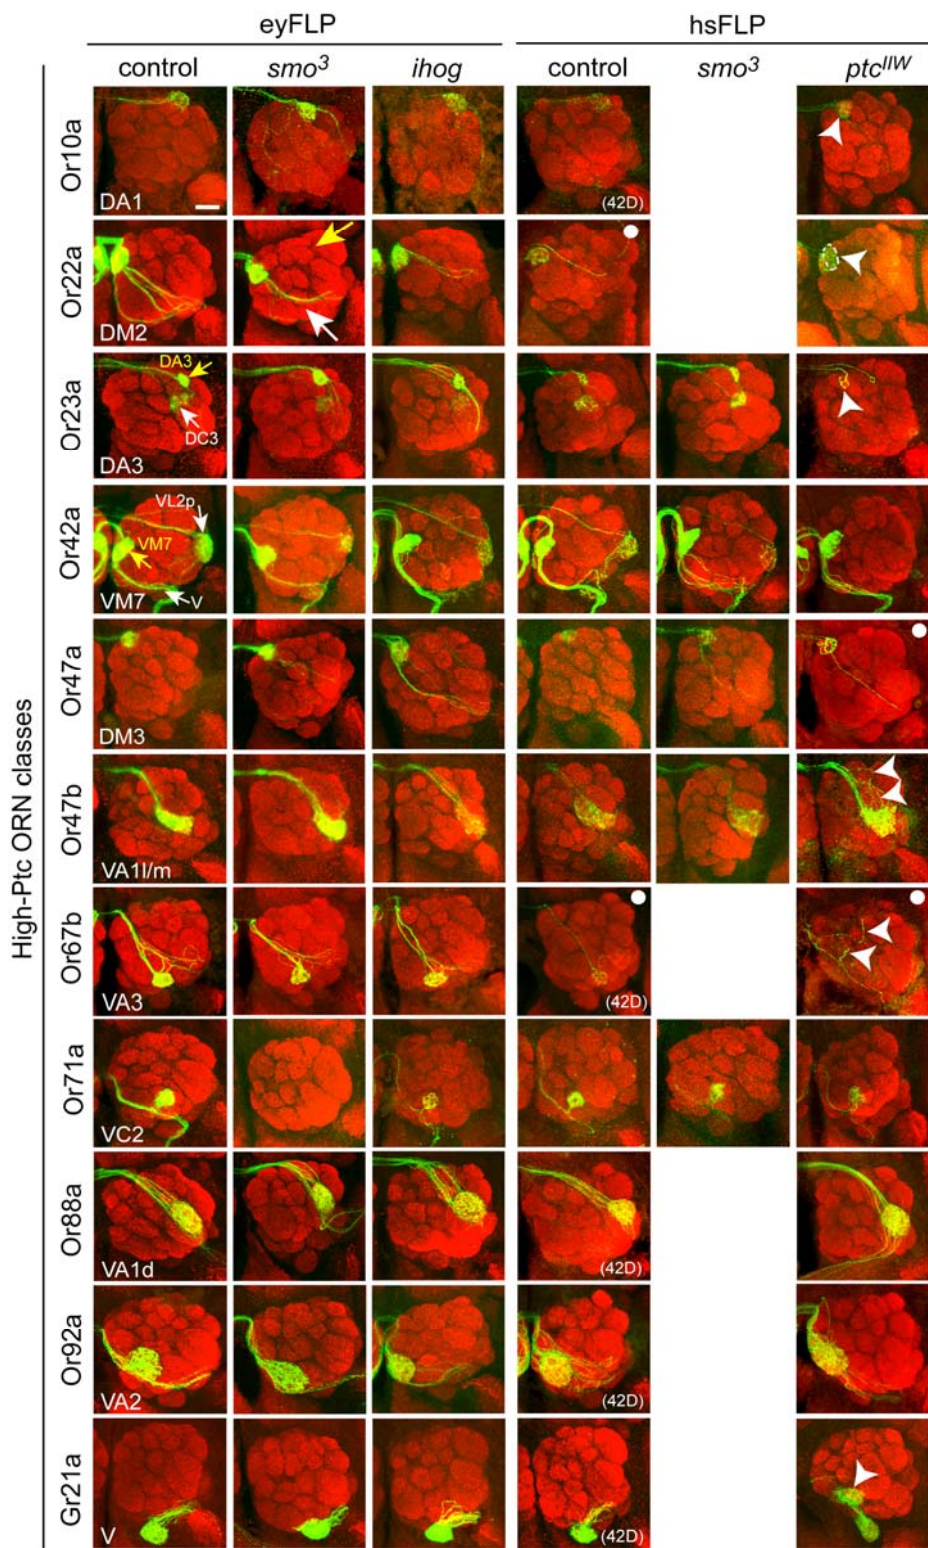 eyFLP hsFLP
control smo³ ihog control smo³ ptcᴵᴵᵂ
High-Ptc ORN classes
Or10a
DA1 (42D)
Or22a
DM2
Or23a
DA3
DC3
DA3
Or42a
VL2p
VM7
V
VM7
Or47a
DM3
Or47b
VA1l/m
Or67b
VA3 (42D)
Or71a
VC2
Or88a
VA1d (42D)
Or92a
VA2 (42D)
Gr21a
V (42D)